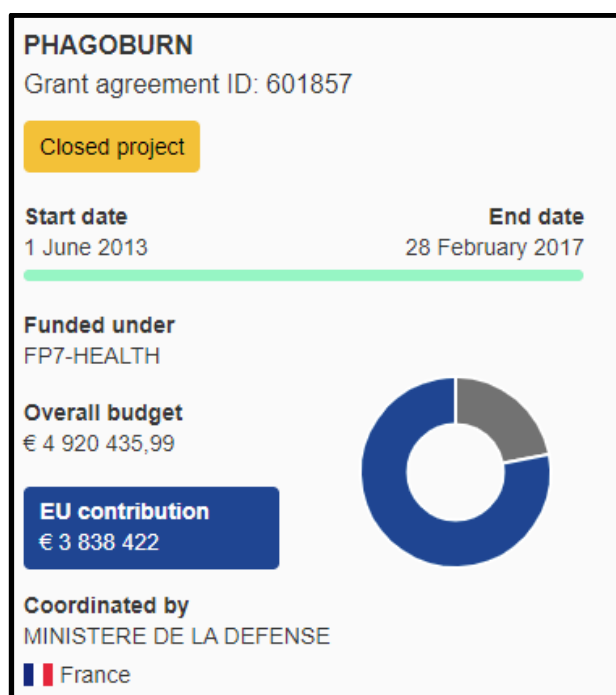 PHAGOBURN
Grant agreement ID: 601857
Closed project
Start date
End date
1 June 2013
28 February 2017
Funded under
FP7-HEALTH
Overall budget
€ 4 920 435,99
EU contribution
€ 3 838 422
Coordinated by
MINISTERE DE LA DEFENSE
France